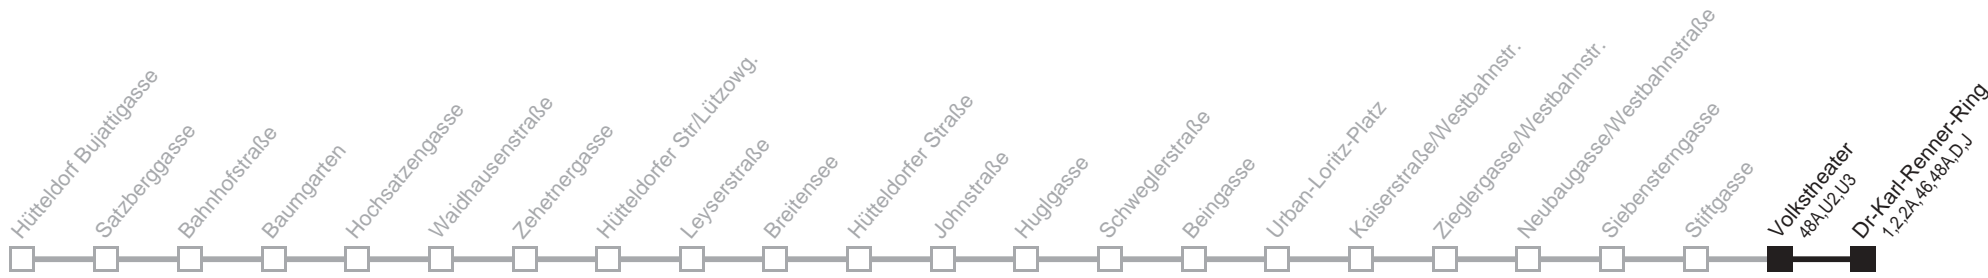 Hütteldorf Bujattigasse
Satzberggasse
Bahnhofstraße
Baumgarten
Hochsatzengasse
Waidhausenstraße
Zehetnergasse
Hütteldorfer Str/Lützowg.
Leyserstraße
Breitensee
Hütteldorfer Straße
Johnstraße
Huglgasse
Schweglerstraße
Beingasse
Urban-Loritz-Platz
Kaiserstraße/Westbahnstr.
Zieglergasse/Westbahnstr.
Neubaugasse/Westbahnstraße
Siebensterngasse
Stiftgasse
Volkstheater
48A,U2,U3
Dr-Karl-Renner-Ring
1,2,2A,46,48A,D,J